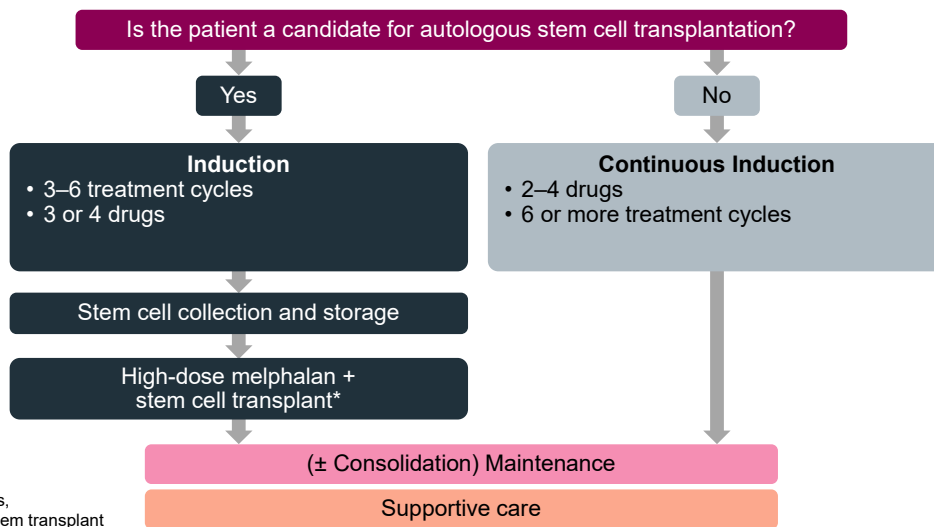 Is the patient a candidate for autologous stem cell transplantation?
Yes
No
Induction
• 3–6 treatment cycles
• 3 or 4 drugs
Continuous Induction
• 2–4 drugs
• 6 or more treatment cycles
Stem cell collection and storage
High-dose melphalan +
stem cell transplant*
(± Consolidation) Maintenance
Supportive care
transplant